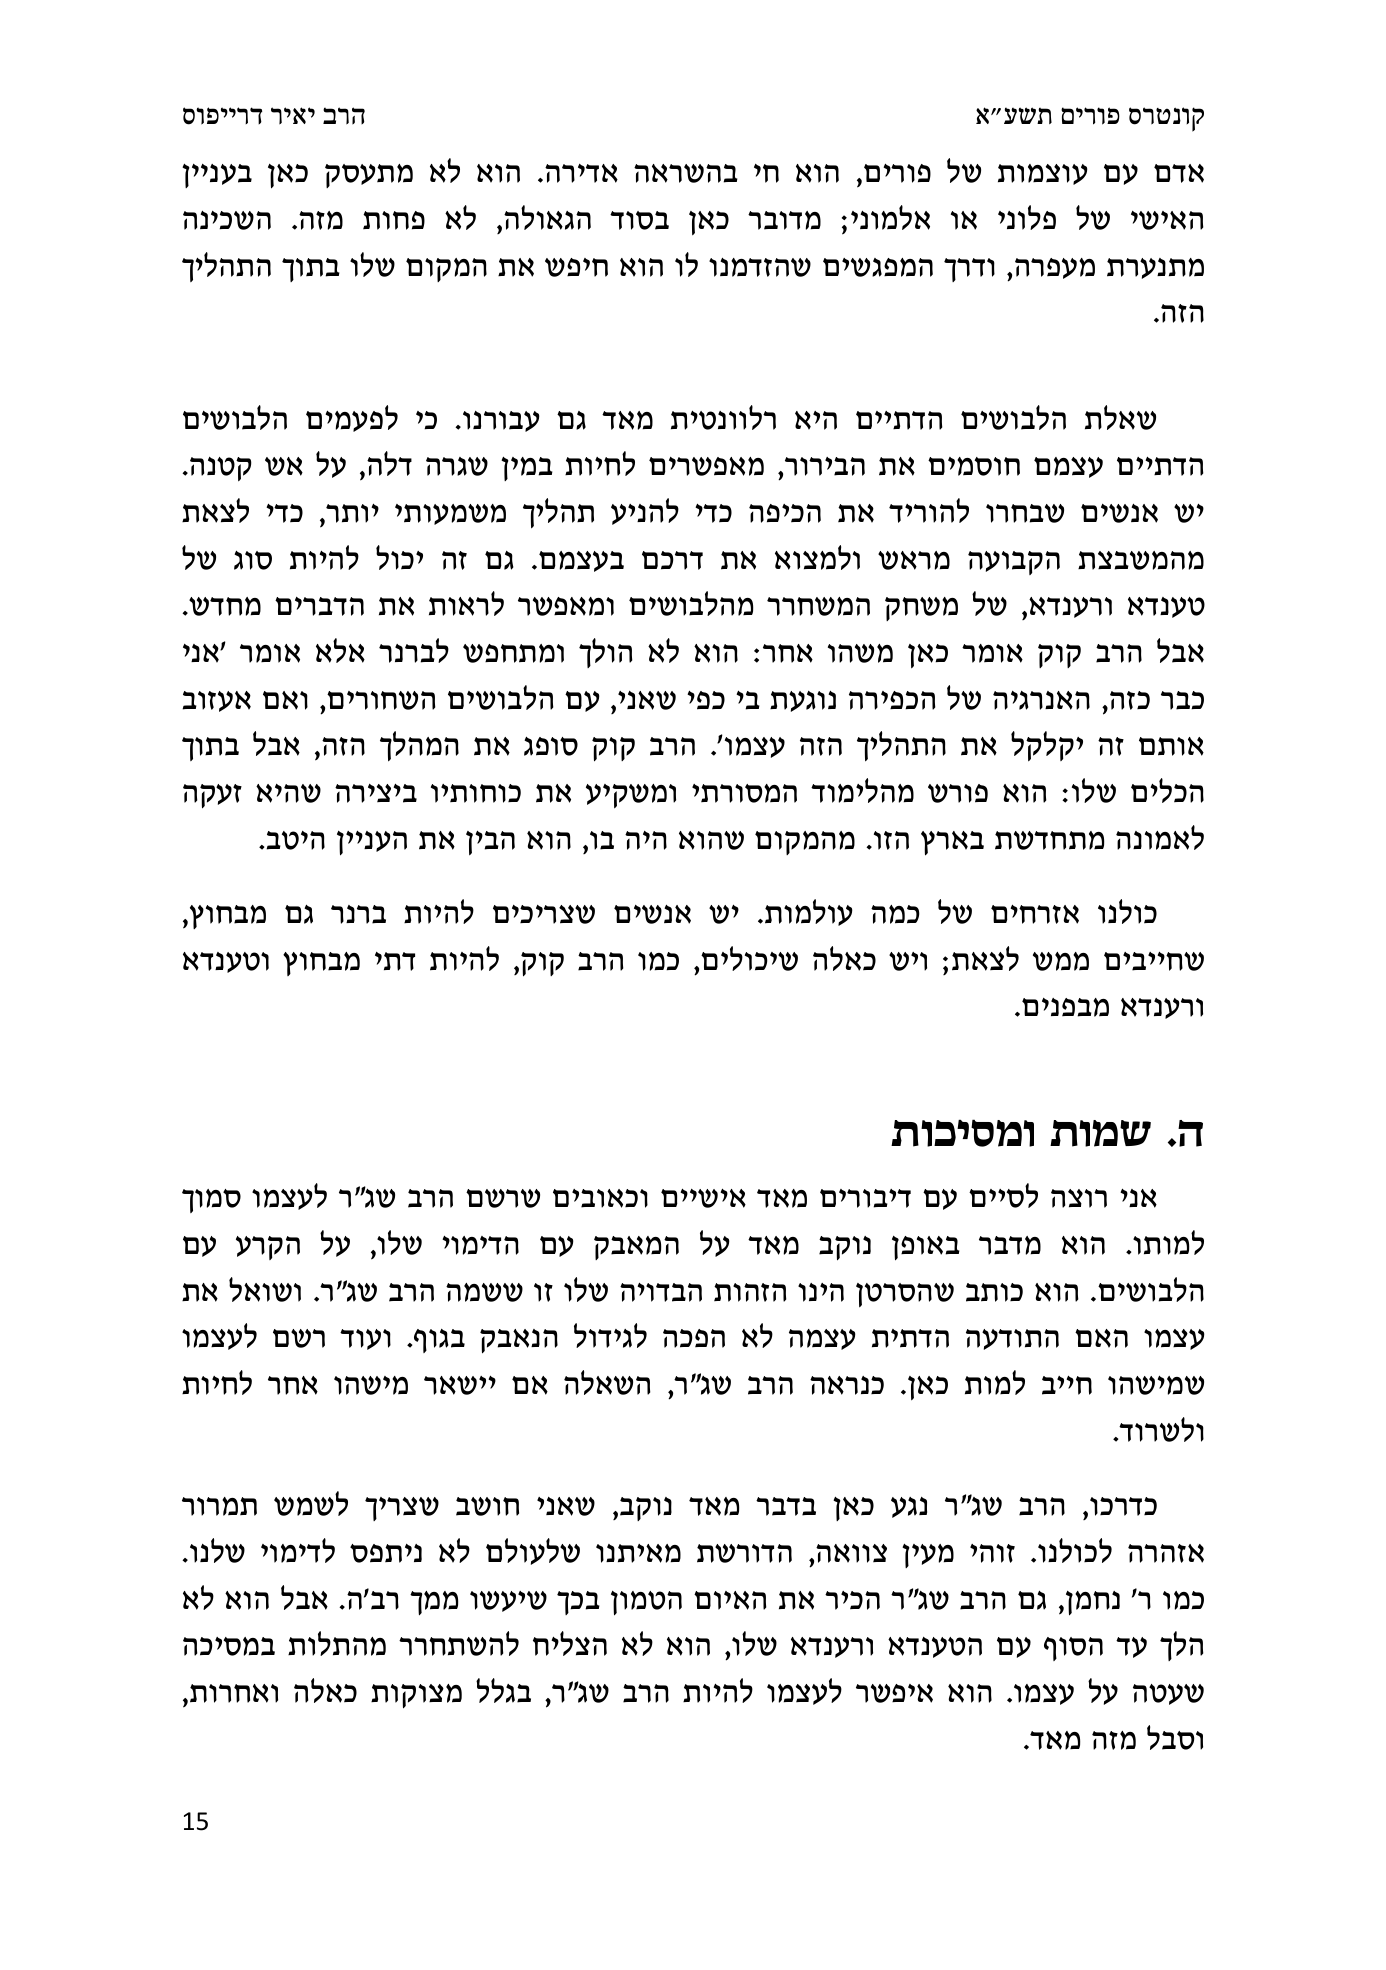 קונטרס פורים תשע״א
הרב יאיר דרייפוס
אדם עם עוצמות של פורים, הוא חי בהשראה אדירה. הוא לא מתעסק כאן בעניין
האישי של פלוני או אלמוני; מדובר כאן בסוד הגאולה, לא פחות מזה. השכינה
מתנערת מעפרה, ודרך המפגשים שהזדמנו לו הוא חיפש את המקום שלו בתוך התהליך
הזה.
שאלת הלבושים הדתיים היא רלוונטית מאד גם עבורנו. כי לפעמים הלבושים
הדתיים עצמם חוסמים את הבירור, מאפשרים לחיות במין שגרה דלה, על אש קטנה.
יש אנשים שבחרו להוריד את הכיפה כדי להניע תהליך משמעותי יותר, כדי לצאת
מהמשבצת הקבועה מראש ולמצוא את דרכם בעצמם. גם זה יכול להיות סוג של
טענדא ורענדא, של משחק המשחרר מהלבושים ומאפשר לראות את הדברים מחדש.
אבל הרב קוק אומר כאן משהו אחר: הוא לא הולך ומתחפש לברנר אלא אומר 'אני
כבר כזה, האנרגיה של הכפירה נוגעת בי כפי שאני, עם הלבושים השחורים, ואם אעזוב
אותם זה יקלקל את התהליך הזה עצמו'. הרב קוק סופג את המהלך הזה, אבל בתוך
הכלים שלו: הוא פורש מהלימוד המסורתי ומשקיע את כוחותיו ביצירה שהיא זעקה
לאמונה מתחדשת בארץ הזו. מהמקום שהוא היה בו, הוא הבין את העניין היטב.
כולנו אזרחים של כמה עולמות. יש אנשים שצריכים להיות ברנר גם מבחוץ,
שחייבים ממש לצאת; ויש כאלה שיכולים, כמו הרב קוק, להיות דתי מבחוץ וטענדא
ורענדא מבפנים.
ה. שמות ומסיכות
אני רוצה לסיים עם דיבורים מאד אישיים וכאובים שרשם הרב שג"ר לעצמו סמוך
למותו. הוא מדבר באופן נוקב מאד על המאבק עם הדימוי שלו, על הקרע עם
הלבושים. הוא כותב שהסרטן הינו הזהות הבדויה שלו זו ששמה הרב שג"ר. ושואל את
עצמו האם התודעה הדתית עצמה לא הפכה לגידול הנאבק בגוף. ועוד רשם לעצמו
שמישהו חייב למות כאן. כנראה הרב שג"ר, השאלה אם יישאר מישהו אחר לחיות
ולשרוד.
כדרכו, הרב שג"ר נגע כאן בדבר מאד נוקב, שאני חושב שצריך לשמש תמרור
אזהרה לכולנו. זוהי מעין צוואה, הדורשת מאיתנו שלעולם לא ניתפס לדימוי שלנו.
כמו ר' נחמן, גם הרב שג"ר הכיר את האיום הטמון בכך שיעשו ממך רב'ה. אבל הוא לא
הלך עד הסוף עם הטענדא ורענדא שלו, הוא לא הצליח להשתחרר מהתלות במסיכה
שעטה על עצמו. הוא איפשר לעצמו להיות הרב שג"ר, בגלל מצוקות כאלה ואחרות,
וסבל מזה מאד.
15